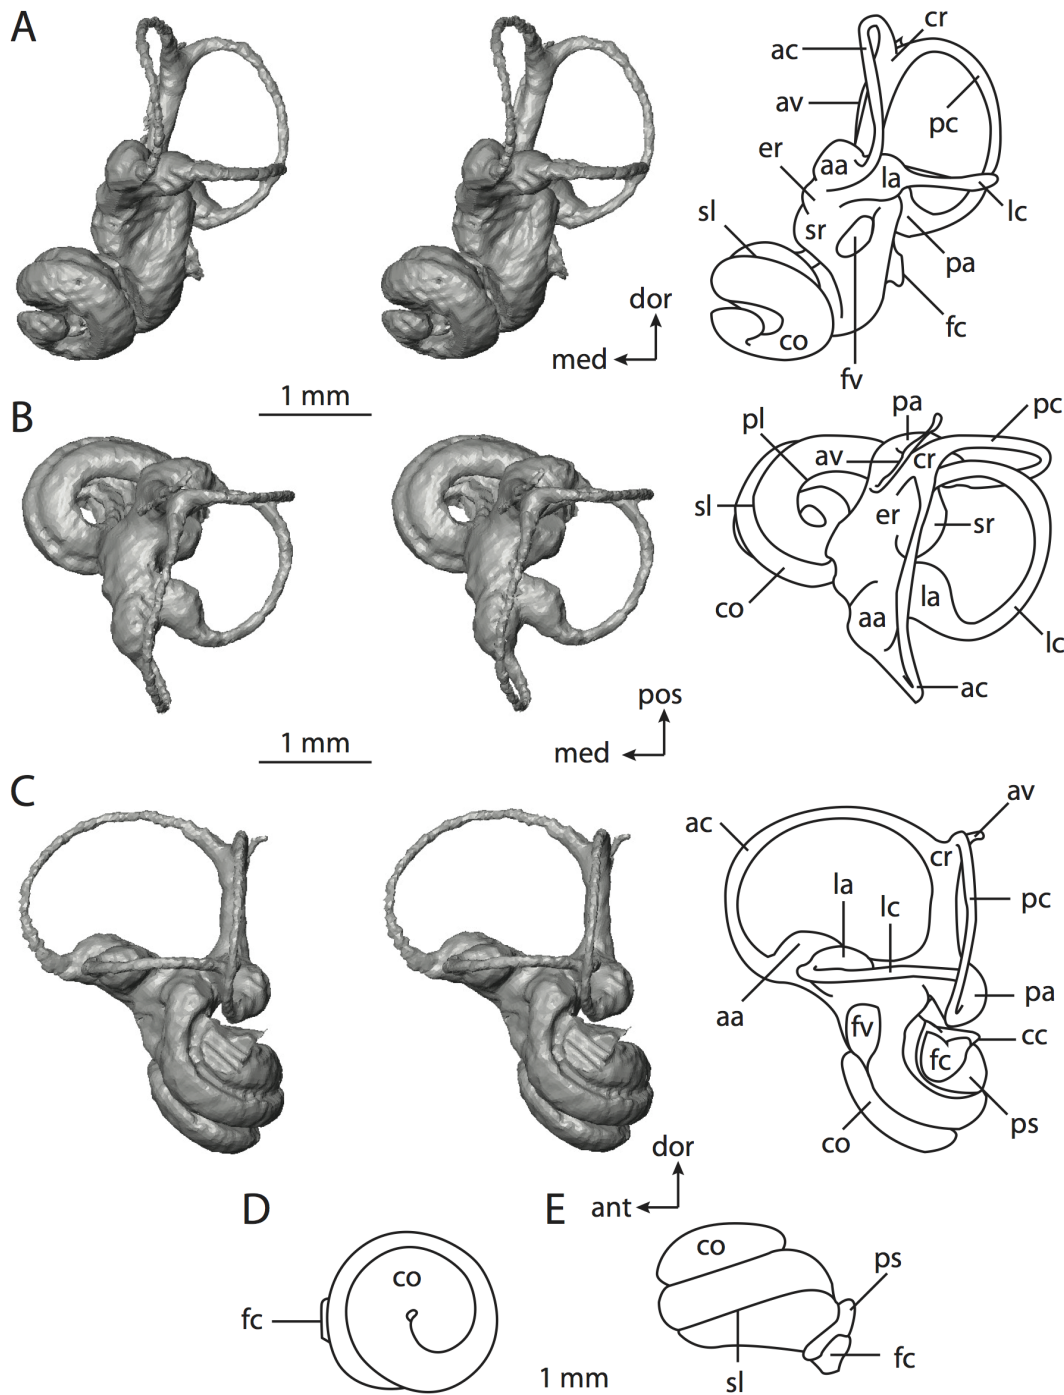 A
cr
ac
av
pc
er
aa
la
sl
lc
sr
pa
dor
fc
med
co
fv
1 mm
B
pa
pc
pl
av
cr
sl
er
sr
co
la
aa
lc
pos
ac
med
1 mm
C
av
ac
cr
la
lc
pc
pa
aa
fv
cc
fc
ps
co
dor
D
E
ant
co
ps
co
fc
fc
1 mm
sl